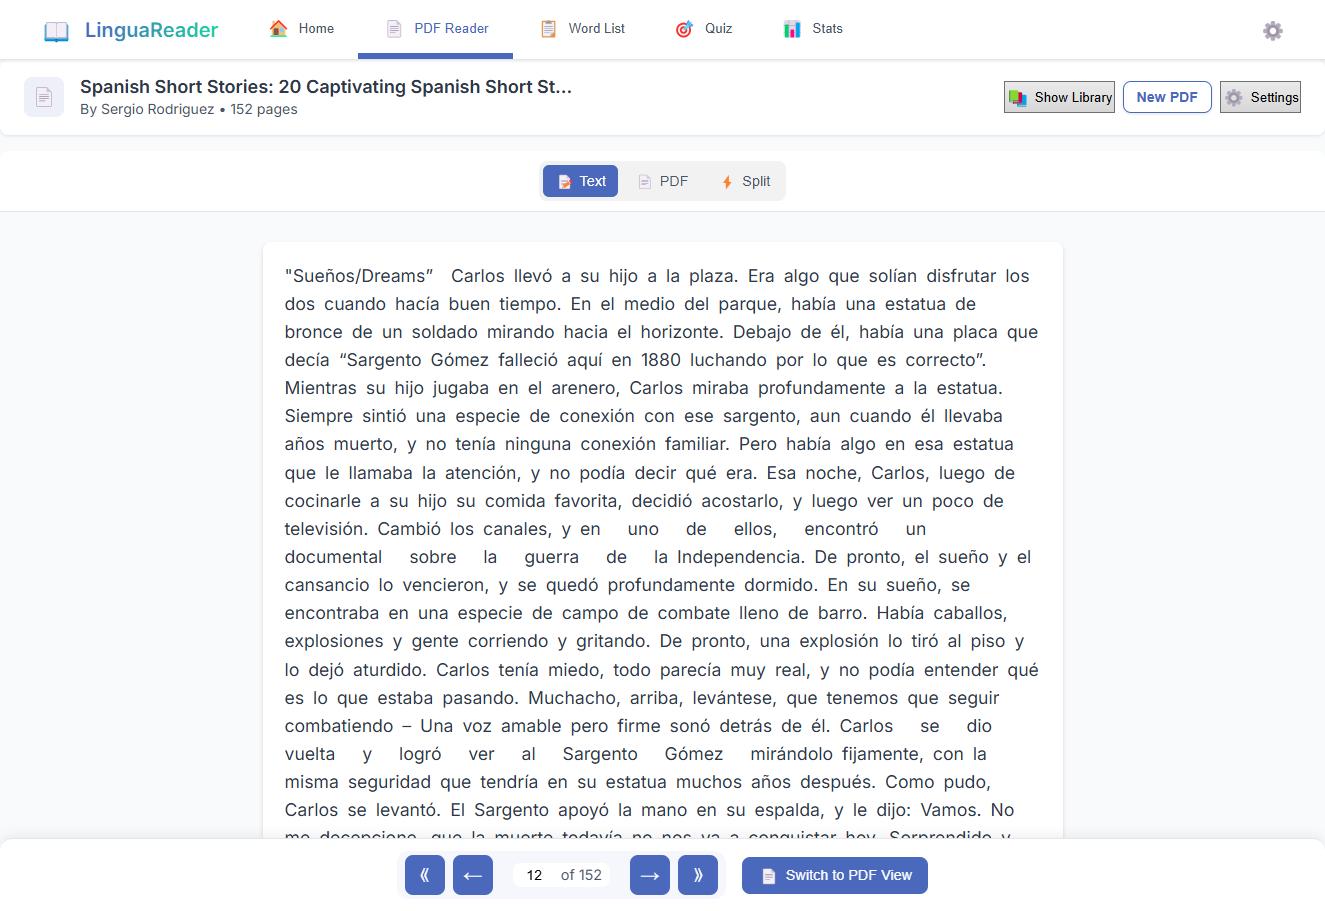 LinguaReader
Home
PDF Reader
Word List
Quiz
Stats
Spanish Short Stories: 20 Captivating Spanish Short St...
By Sergio Rodriguez • 152 pages
Show Library
New PDF
Settings
Text
PDF
Split
"Sueños/Dreams” Carlos llevó a su hijo a la plaza. Era algo que solían disfrutar los
dos cuando hacía buen tiempo. En el medio del parque, había una estatua de
bronce de un soldado mirando hacia el horizonte. Debajo de él, había una placa que
decía “Sargento Gómez falleció aquí en 1880 luchando por lo que es correcto”.
Mientras su hijo jugaba en el arenero, Carlos miraba profundamente a la estatua.
Siempre sintió una especie de conexión con ese sargento, aun cuando él llevaba
años muerto, y no tenía ninguna conexión familiar. Pero había algo en esa estatua
que le llamaba la atención, y no podía decir qué era. Esa noche, Carlos, luego de
cocinarle a su hijo su comida favorita, decidió acostarlo, y luego ver un poco de
televisión. Cambió los canales, y en uno de ellos, encontró un
documental sobre la guerra de la Independencia. De pronto, el sueño y el
cansancio lo vencieron, y se quedó profundamente dormido. En su sueño, se
encontraba en una especie de campo de combate lleno de barro. Había caballos,
explosiones y gente corriendo y gritando. De pronto, una explosión lo tiró al piso y
lo dejó aturdido. Carlos tenía miedo, todo parecía muy real, y no podía entender qué
es lo que estaba pasando. Muchacho, arriba, levántese, que tenemos que seguir
combatiendo – Una voz amable pero firme sonó detrás de él. Carlos se dio
vuelta y logró ver al Sargento Gómez mirándolo fijamente, con la
misma seguridad que tendría en su estatua muchos años después. Como pudo,
Carlos se levantó. El Sargento apoyó la mano en su espalda, y le dijo: Vamos. No
me decepcione, que la muerte todavía no nos va a conquistar hoy. Sorprendido y
《 ← 12 of 152 → 》
Switch to PDF View